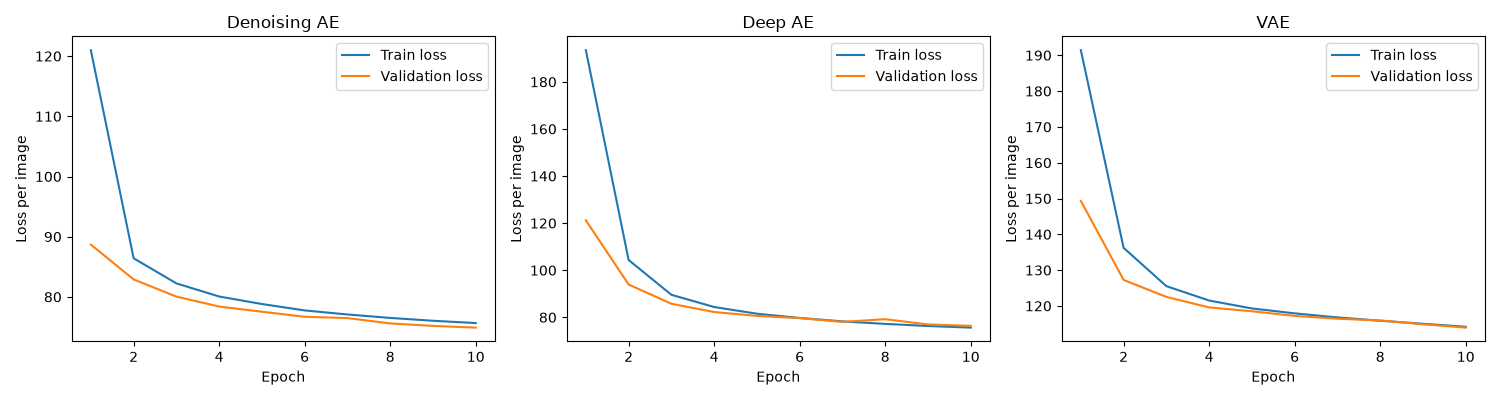 Denoising AE
Train loss
Validation loss
120
110
100
90
80
Loss per image
2
4
6
8
10
Epoch
Deep AE
Train loss
Validation loss
180
160
140
120
100
80
Loss per image
2
4
6
8
10
Epoch
VAE
Train loss
Validation loss
190
180
170
160
150
140
130
120
Loss per image
2
4
6
8
10
Epoch